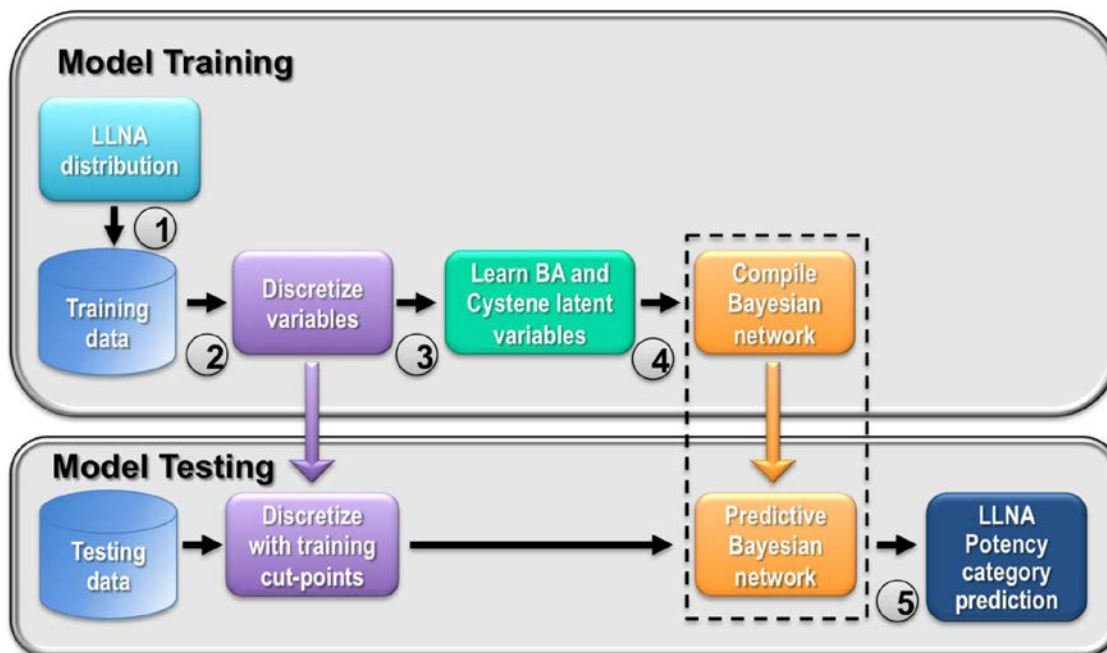 Model Training
LLNA
distribution
1
Training
data
2
Discretize
variables
3
Learn BA and
Cystene latent
variables
4
Compile
Bayesian
network
Model Testing
Testing
data
Discretize
with training
cut-points
Predictive
Bayesian
network
5
LLNA
Potency
category
prediction